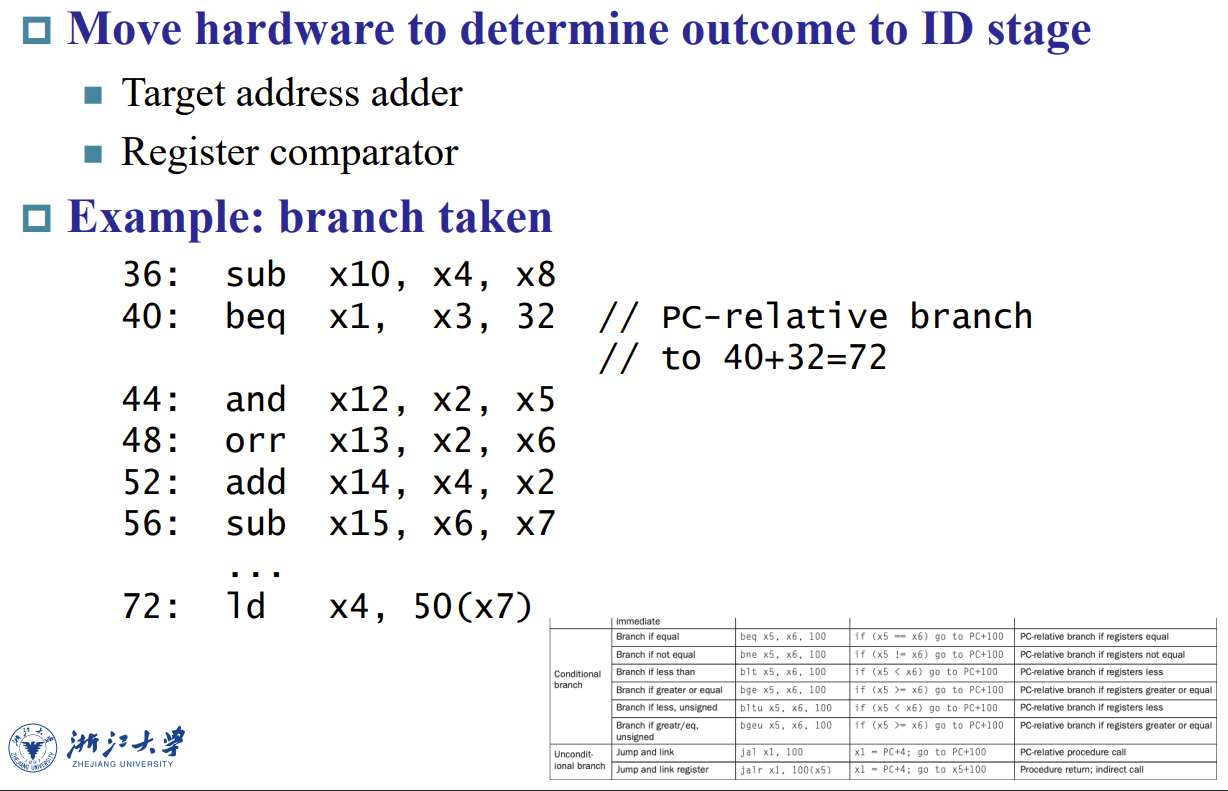 Move hardware to determine outcome to ID stage
Target address adder
Register comparator
Example: branch taken
36: sub x10, x4, x8
40: beq x1, x3, 32 // PC-relative branch
// to 40+32=72
44: and x12, x2, x5
48: orr x13, x2, x6
52: add x14, x4, x2
56: sub x15, x6, x7
...
72: ld x4, 50(x7)
immediate
Conditional branch
Branch if equal beq x5, x6, 100 if (x5 == x6) go to PC+100 PC-relative branch if registers equal
Branch if not equal bne x5, x6, 100 if (x5 != x6) go to PC+100 PC-relative branch if registers not equal
Branch if less than blt x5, x6, 100 if (x5 < x6) go to PC+100 PC-relative branch if registers less
Branch if greater or equal bge x5, x6, 100 if (x5 >= x6) go to PC+100 PC-relative branch if registers greater or equal
Branch if less, unsigned bltu x5, x6, 100 if (x5 < x6) go to PC+100 PC-relative branch if registers less
Branch if greatr/eq, unsigned bgeu x5, x6, 100 if (x5 >= x6) go to PC+100 PC-relative branch if registers greater or equal
Uncondit-ional branch
Jump and link jal x1, 100 x1 = PC+4; go to PC+100 PC-relative procedure call
Jump and link register jalr x1, 100(x5) x1 = PC+4; go to x5+100 Procedure return; indirect call
浙江大学
ZHEJIANG UNIVERSITY